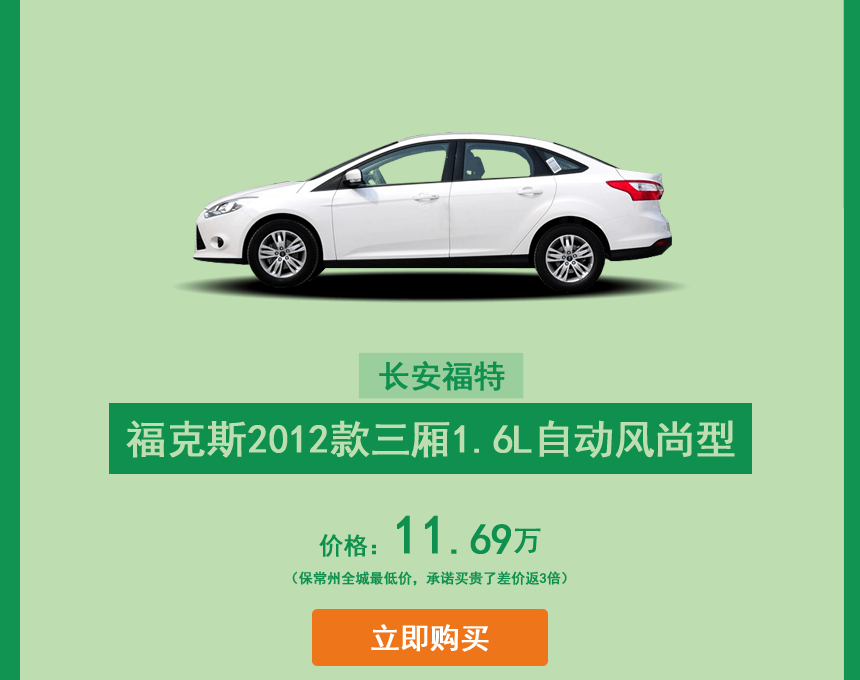 长安福特
福克斯2012款三厢1.6L自动风尚型
价格：11.69万
（保常州全城最低价，承诺买贵了差价返3倍）
立即购买